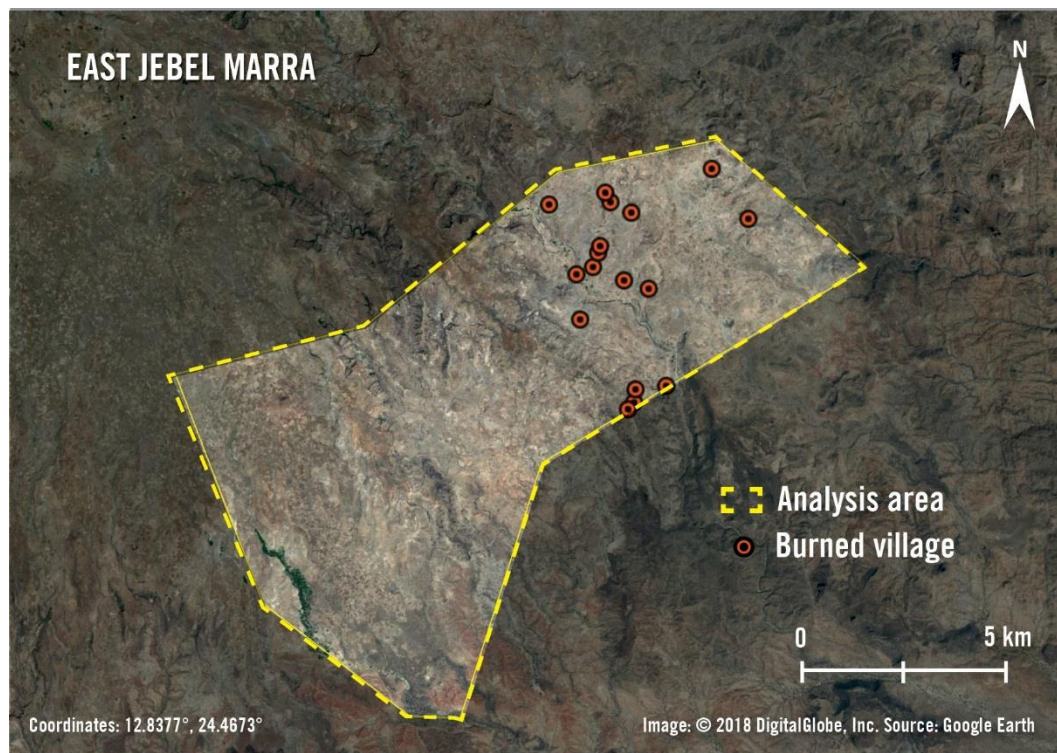 EAST JEBEL MARRA
N
Analysis area
Burned village
0 5 km
Coordinates: 12.8377°, 24.4673°
Image: © 2018 DigitalGlobe, Inc. Source: Google Earth